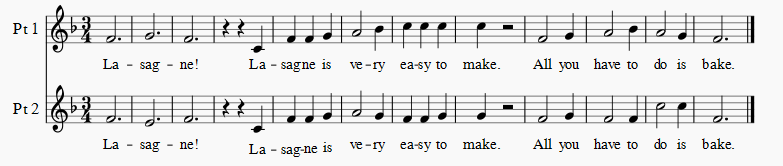 Pt 1
La - sag - ne! La - sagne is ve - ry ea - sy to make. All you have to do is bake.
Pt 2
La - sag - ne! La - sag - ne is ve - ry ea - sy to make. All you have to do is bake.